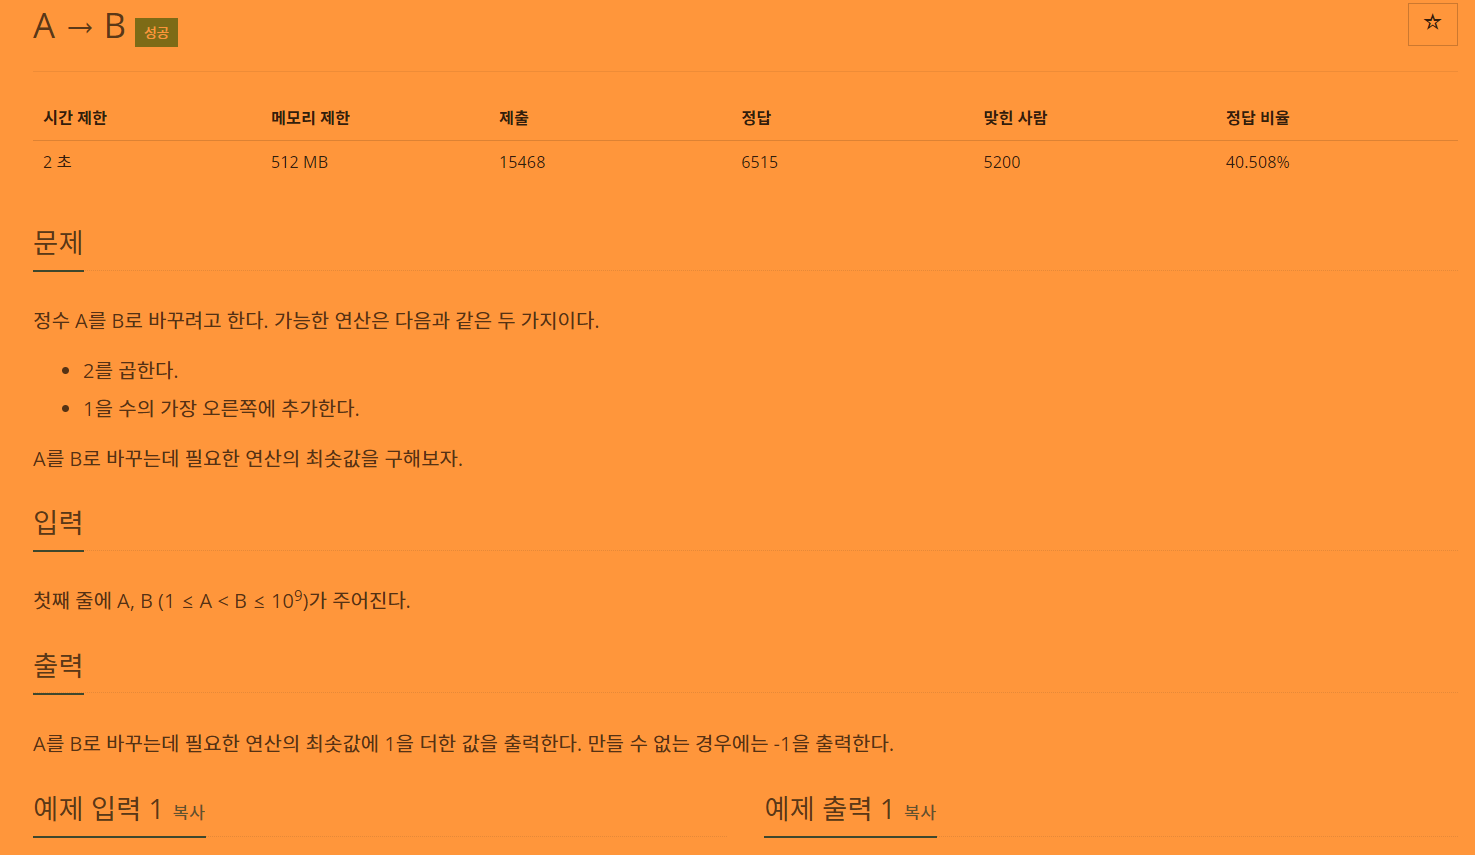 A → B 성공
☆
시간 제한 메모리 제한 제출 정답 맞힌 사람 정답 비율
2 초 512 MB 15468 6515 5200 40.508%
문제
정수 A를 B로 바꾸려고 한다. 가능한 연산은 다음과 같은 두 가지이다.
• 2를 곱한다.
• 1을 수의 가장 오른쪽에 추가한다.
A를 B로 바꾸는데 필요한 연산의 최솟값을 구해보자.
입력
첫째 줄에 A, B (1 ≤ A < B ≤ 10⁹)가 주어진다.
출력
A를 B로 바꾸는데 필요한 연산의 최솟값에 1을 더한 값을 출력한다. 만들 수 없는 경우에는 -1을 출력한다.
예제 입력 1 복사
예제 출력 1 복사